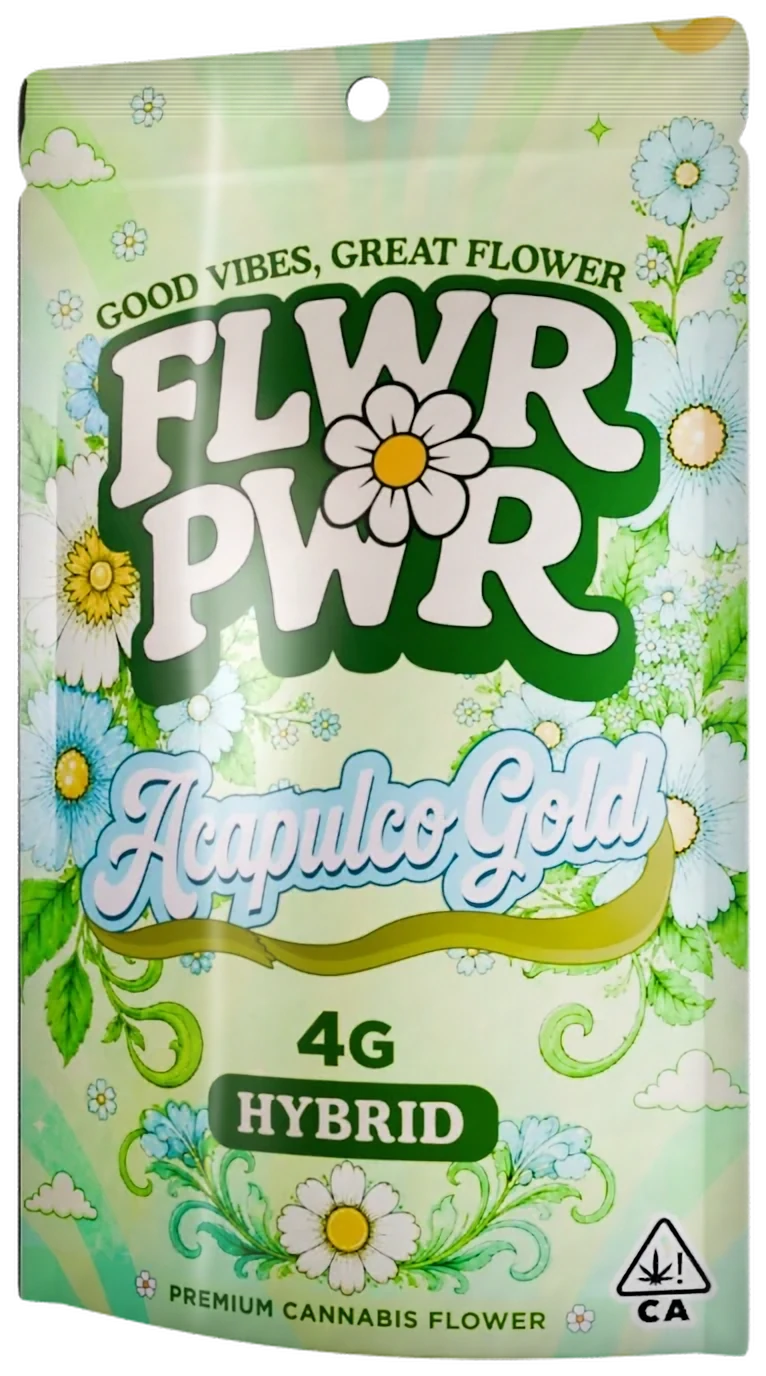 GOOD VIBES, GREAT FLOWER
FLWR
PWR
Acapulco Gold
4G
HYBRID
PREMIUM CANNABIS FLOWER
!
CA